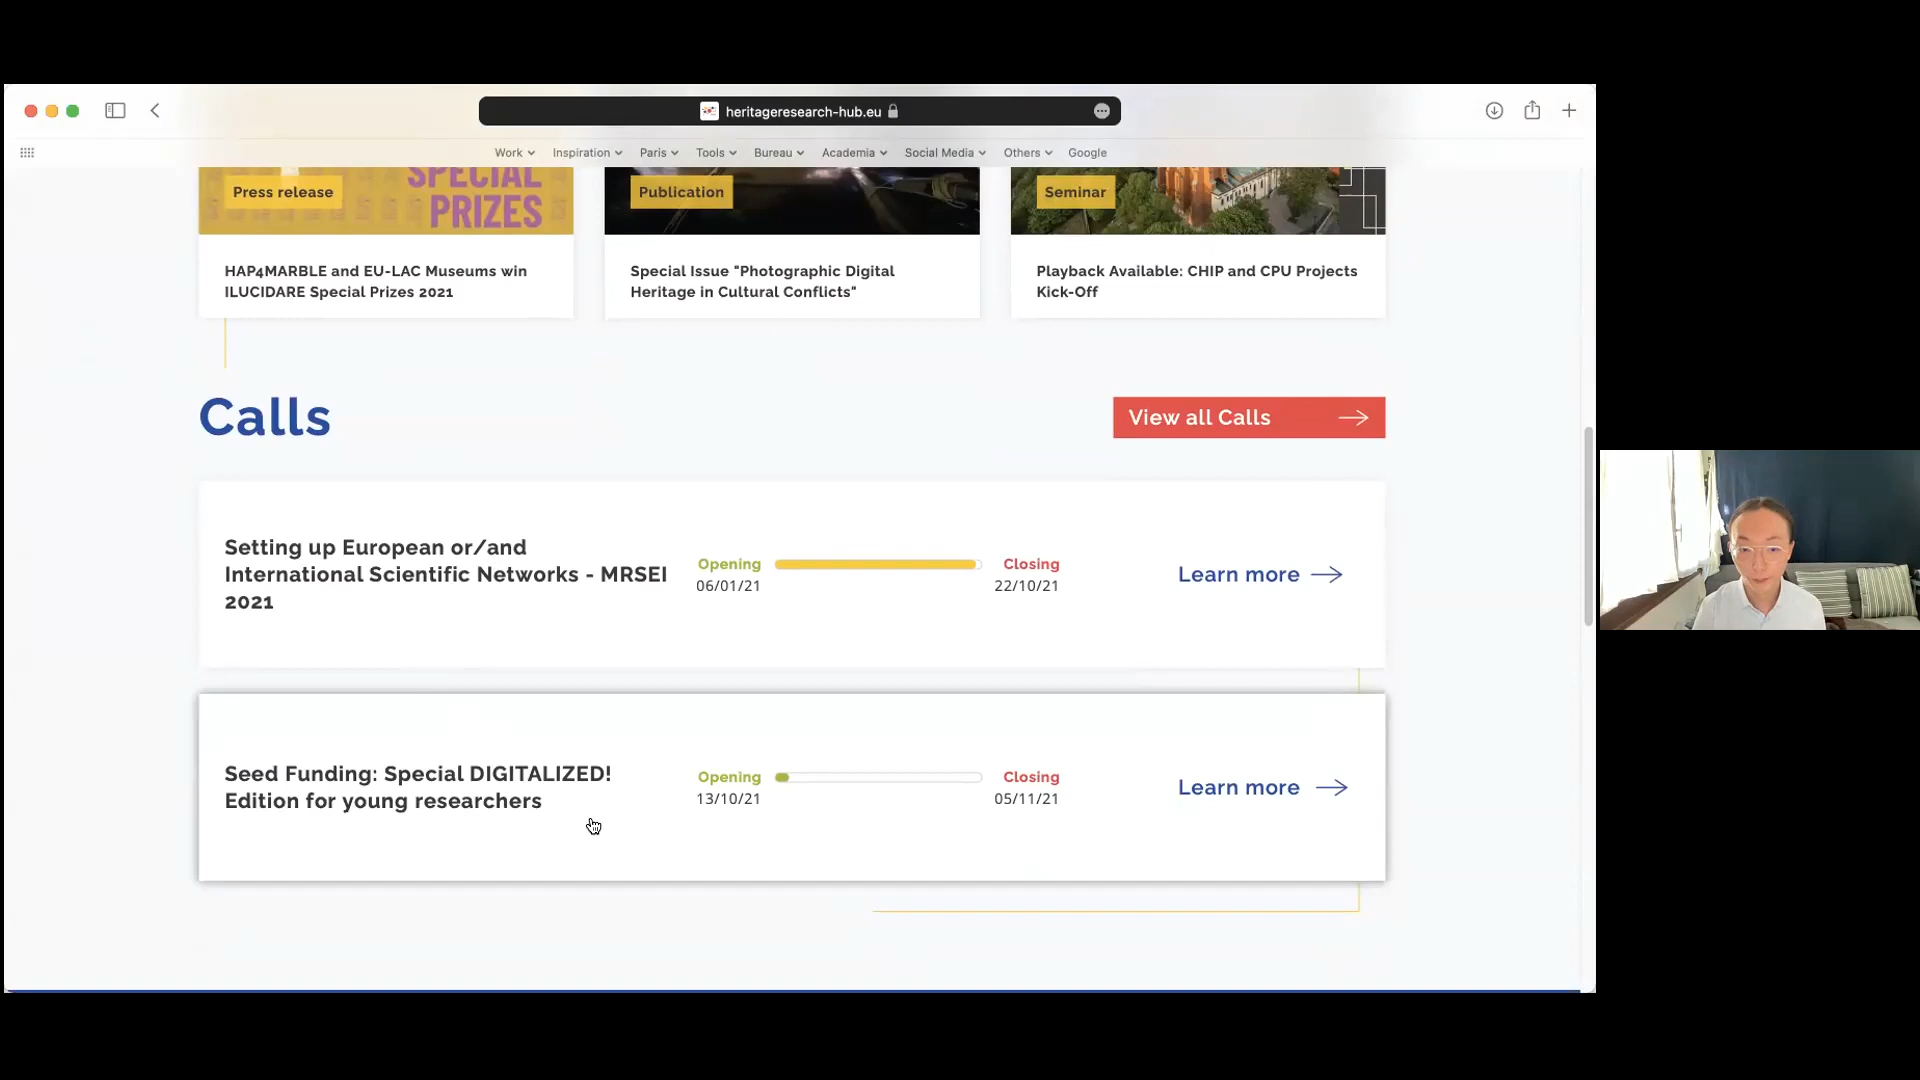 heritageresearch-hub.eu
Work
Inspiration
Paris
Tools
Bureau
Academia
Social Media
Others
Google
SPECIAL
PRIZES
Press release
Publication
Seminar
HAP4MARBLE and EU-LAC Museums win
ILUCIDARE Special Prizes 2021
Special Issue "Photographic Digital
Heritage in Cultural Conflicts"
Playback Available: CHIP and CPU Projects
Kick-Off
Calls
View all Calls
Setting up European or/and
International Scientific Networks - MRSEI
2021
Opening
06/01/21
Closing
22/10/21
Learn more
Seed Funding: Special DIGITALIZED!
Edition for young researchers
Opening
13/10/21
Closing
05/11/21
Learn more